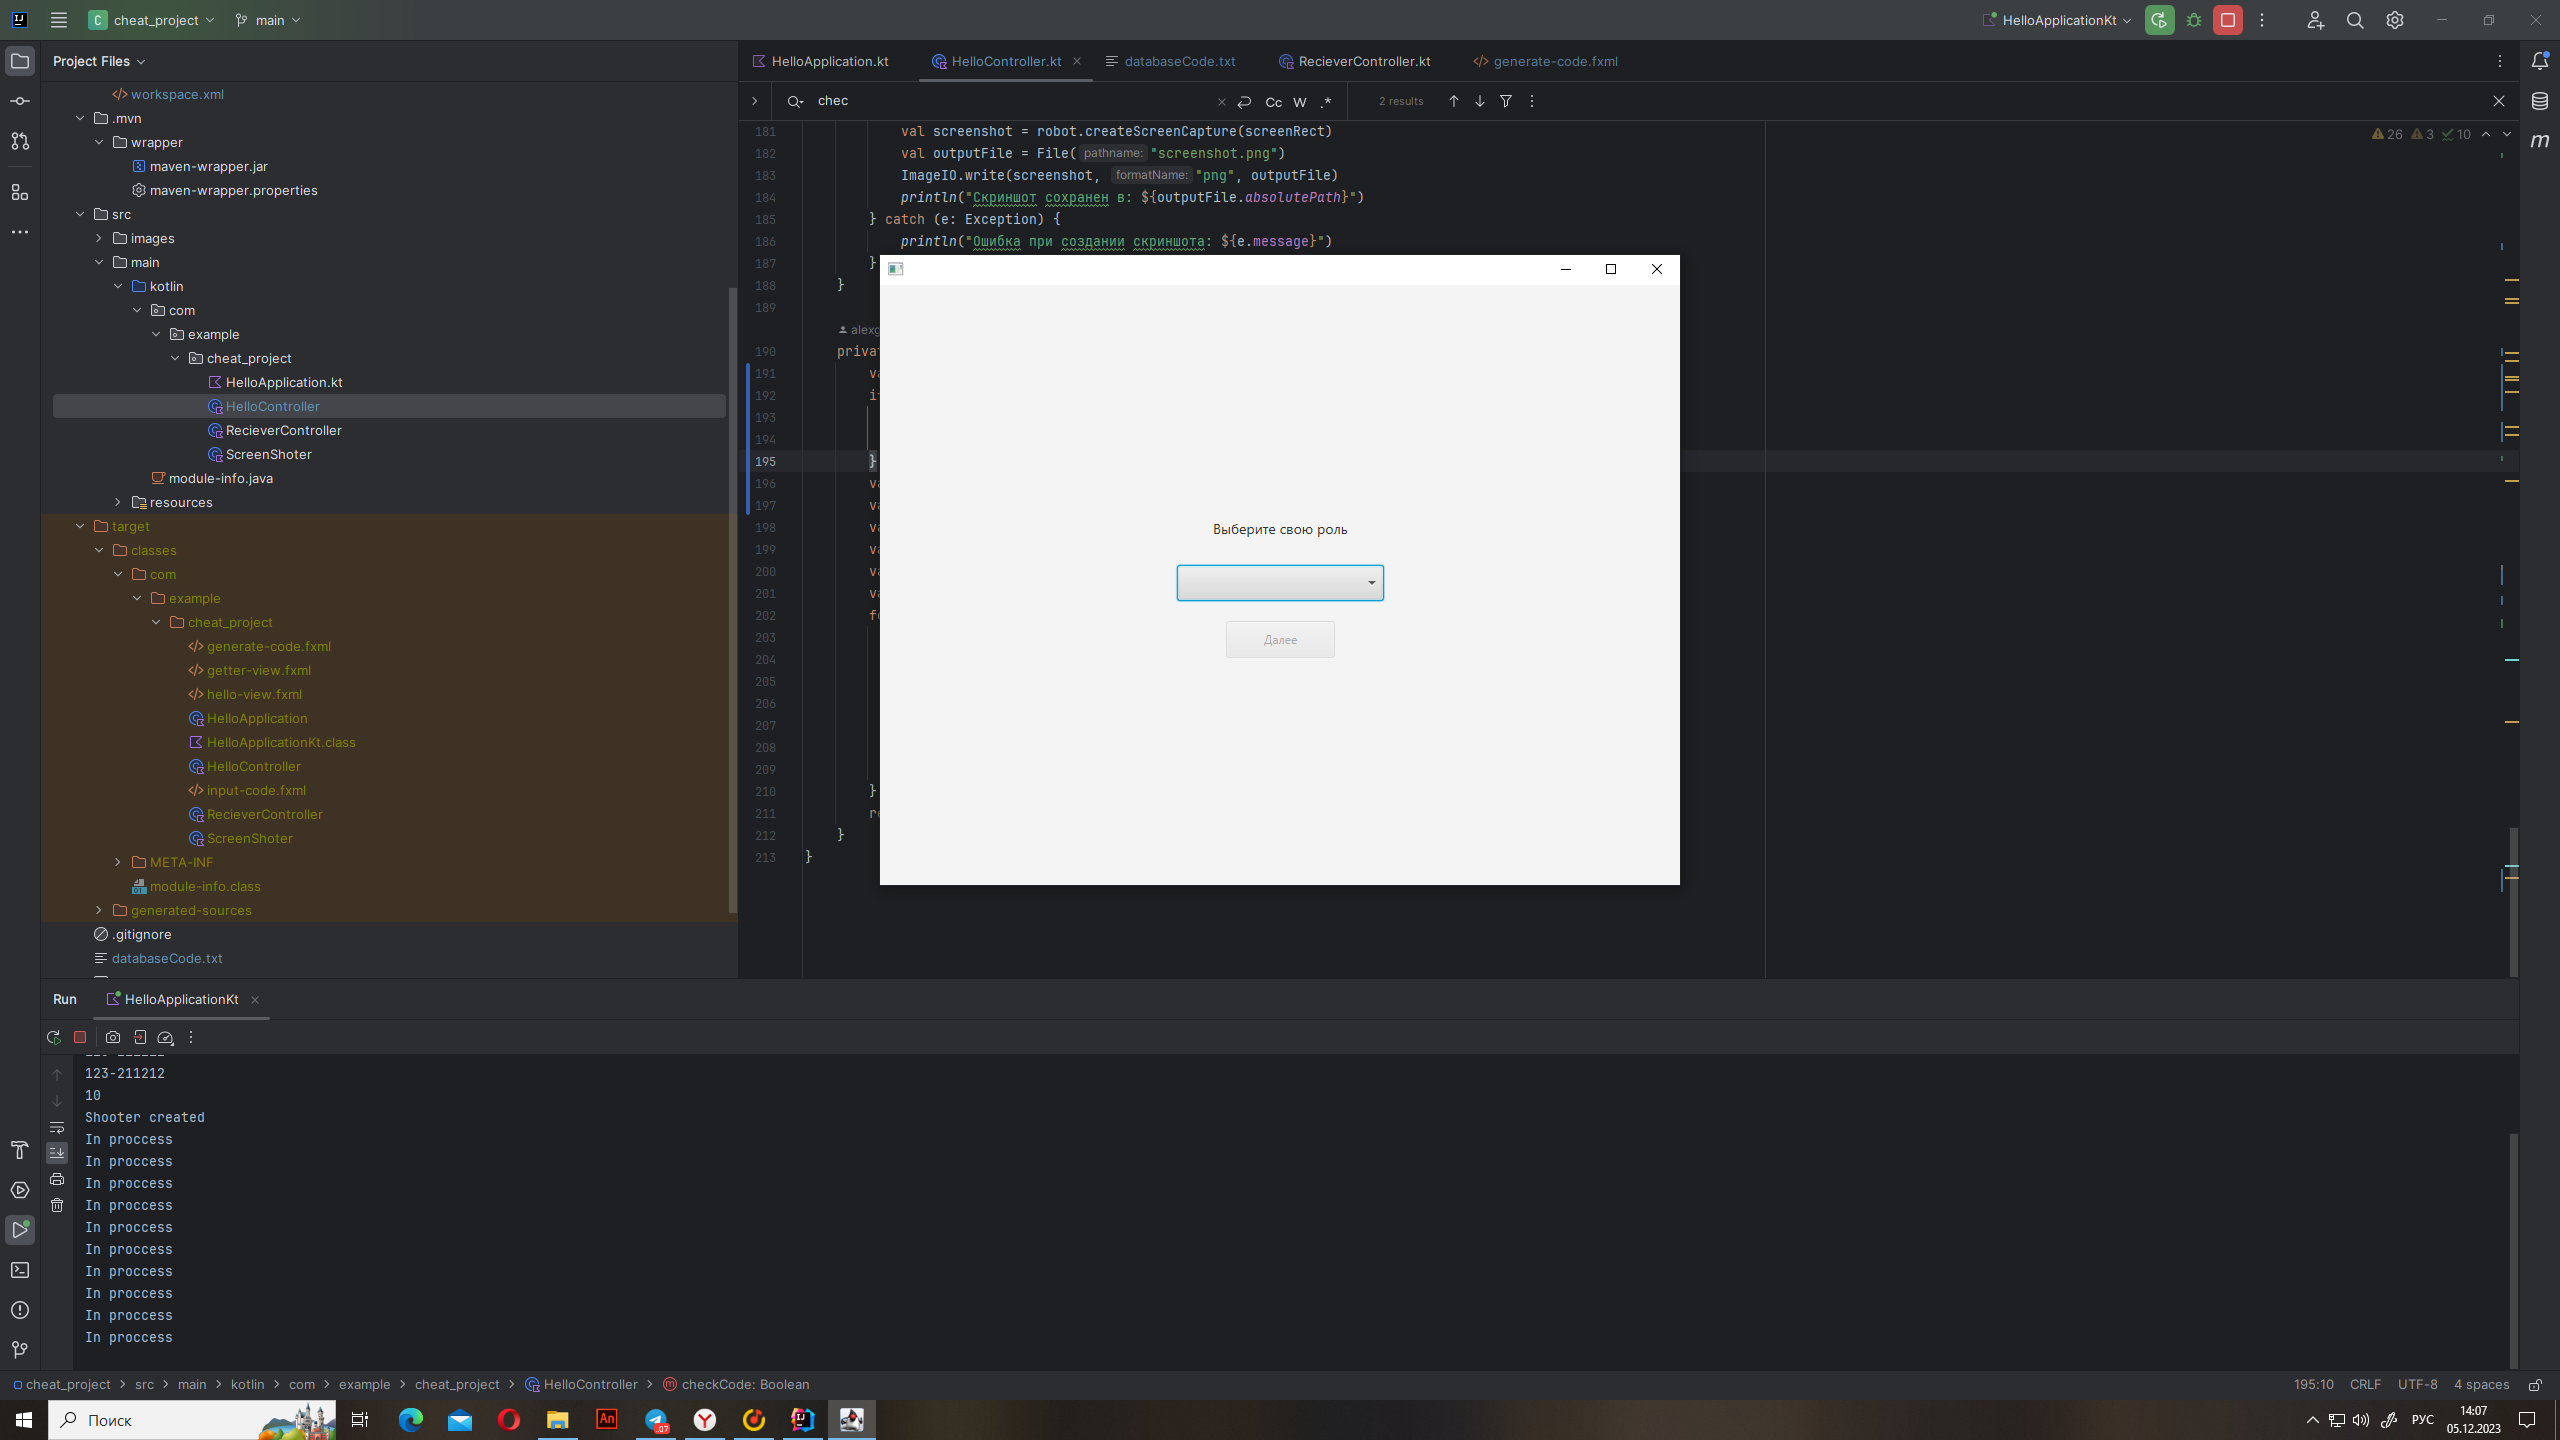 cheat_project
main
HelloApplicationKt
Project Files
HelloApplication.kt
HelloController.kt
databaseCode.txt
RecieverController.kt
generate-code.fxml
workspace.xml
.mvn
wrapper
maven-wrapper.jar
maven-wrapper.properties
src
images
main
kotlin
com
example
cheat_project
HelloApplication.kt
HelloController
RecieverController
ScreenShoter
module-info.java
resources
target
classes
com
example
cheat_project
generate-code.fxml
getter-view.fxml
hello-view.fxml
HelloApplication
HelloApplicationKt.class
HelloController
input-code.fxml
RecieverController
ScreenShoter
META-INF
module-info.class
generated-sources
.gitignore
databaseCode.txt
chec
Cc
W
.*
2 results
26
3
10
181 val screenshot = robot.createScreenCapture(screenRect)
182 val outputFile = File( pathname: "screenshot.png")
183 ImageIO.write(screenshot, formatName: "png", outputFile)
184 println("Скриншот сохранен в: ${outputFile.absolutePath}")
185 } catch (e: Exception) {
186 println("Ошибка при создании скриншота: ${e.message}")
187 }
188 }
189
190
191
192
193
194
195 }
196
197
198
199
200
201
202
203
204
205
206
207
208
209
210 }
211
212 }
213 }
Выберите свою роль
Далее
Run
HelloApplicationKt
123-211212
10
Shooter created
In proccess
In proccess
In proccess
In proccess
In proccess
In proccess
In proccess
In proccess
In proccess
In proccess
cheat_project
src
main
kotlin
com
example
cheat_project
HelloController
checkCode: Boolean
195:10
CRLF
UTF-8
4 spaces
Поиск
РУС
14:07
05.12.2023